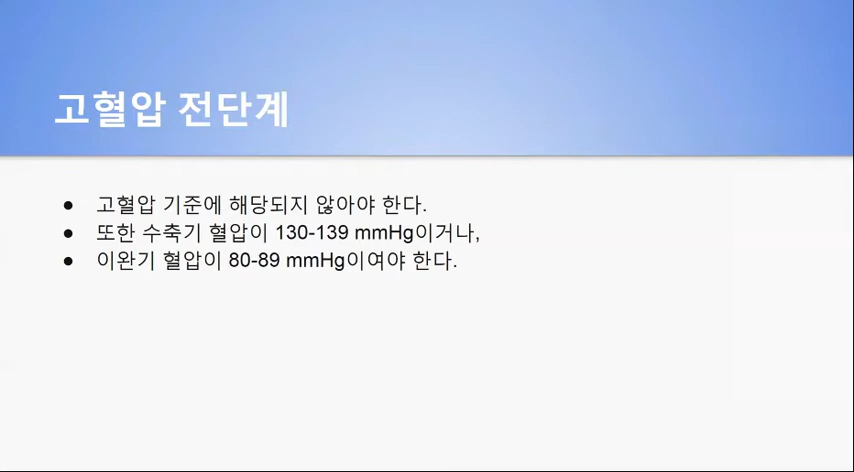 고혈압 전단계
● 고혈압 기준에 해당되지 않아야 한다.
● 또한 수축기 혈압이 130-139 mmHg이거나,
● 이완기 혈압이 80-89 mmHg이여야 한다.